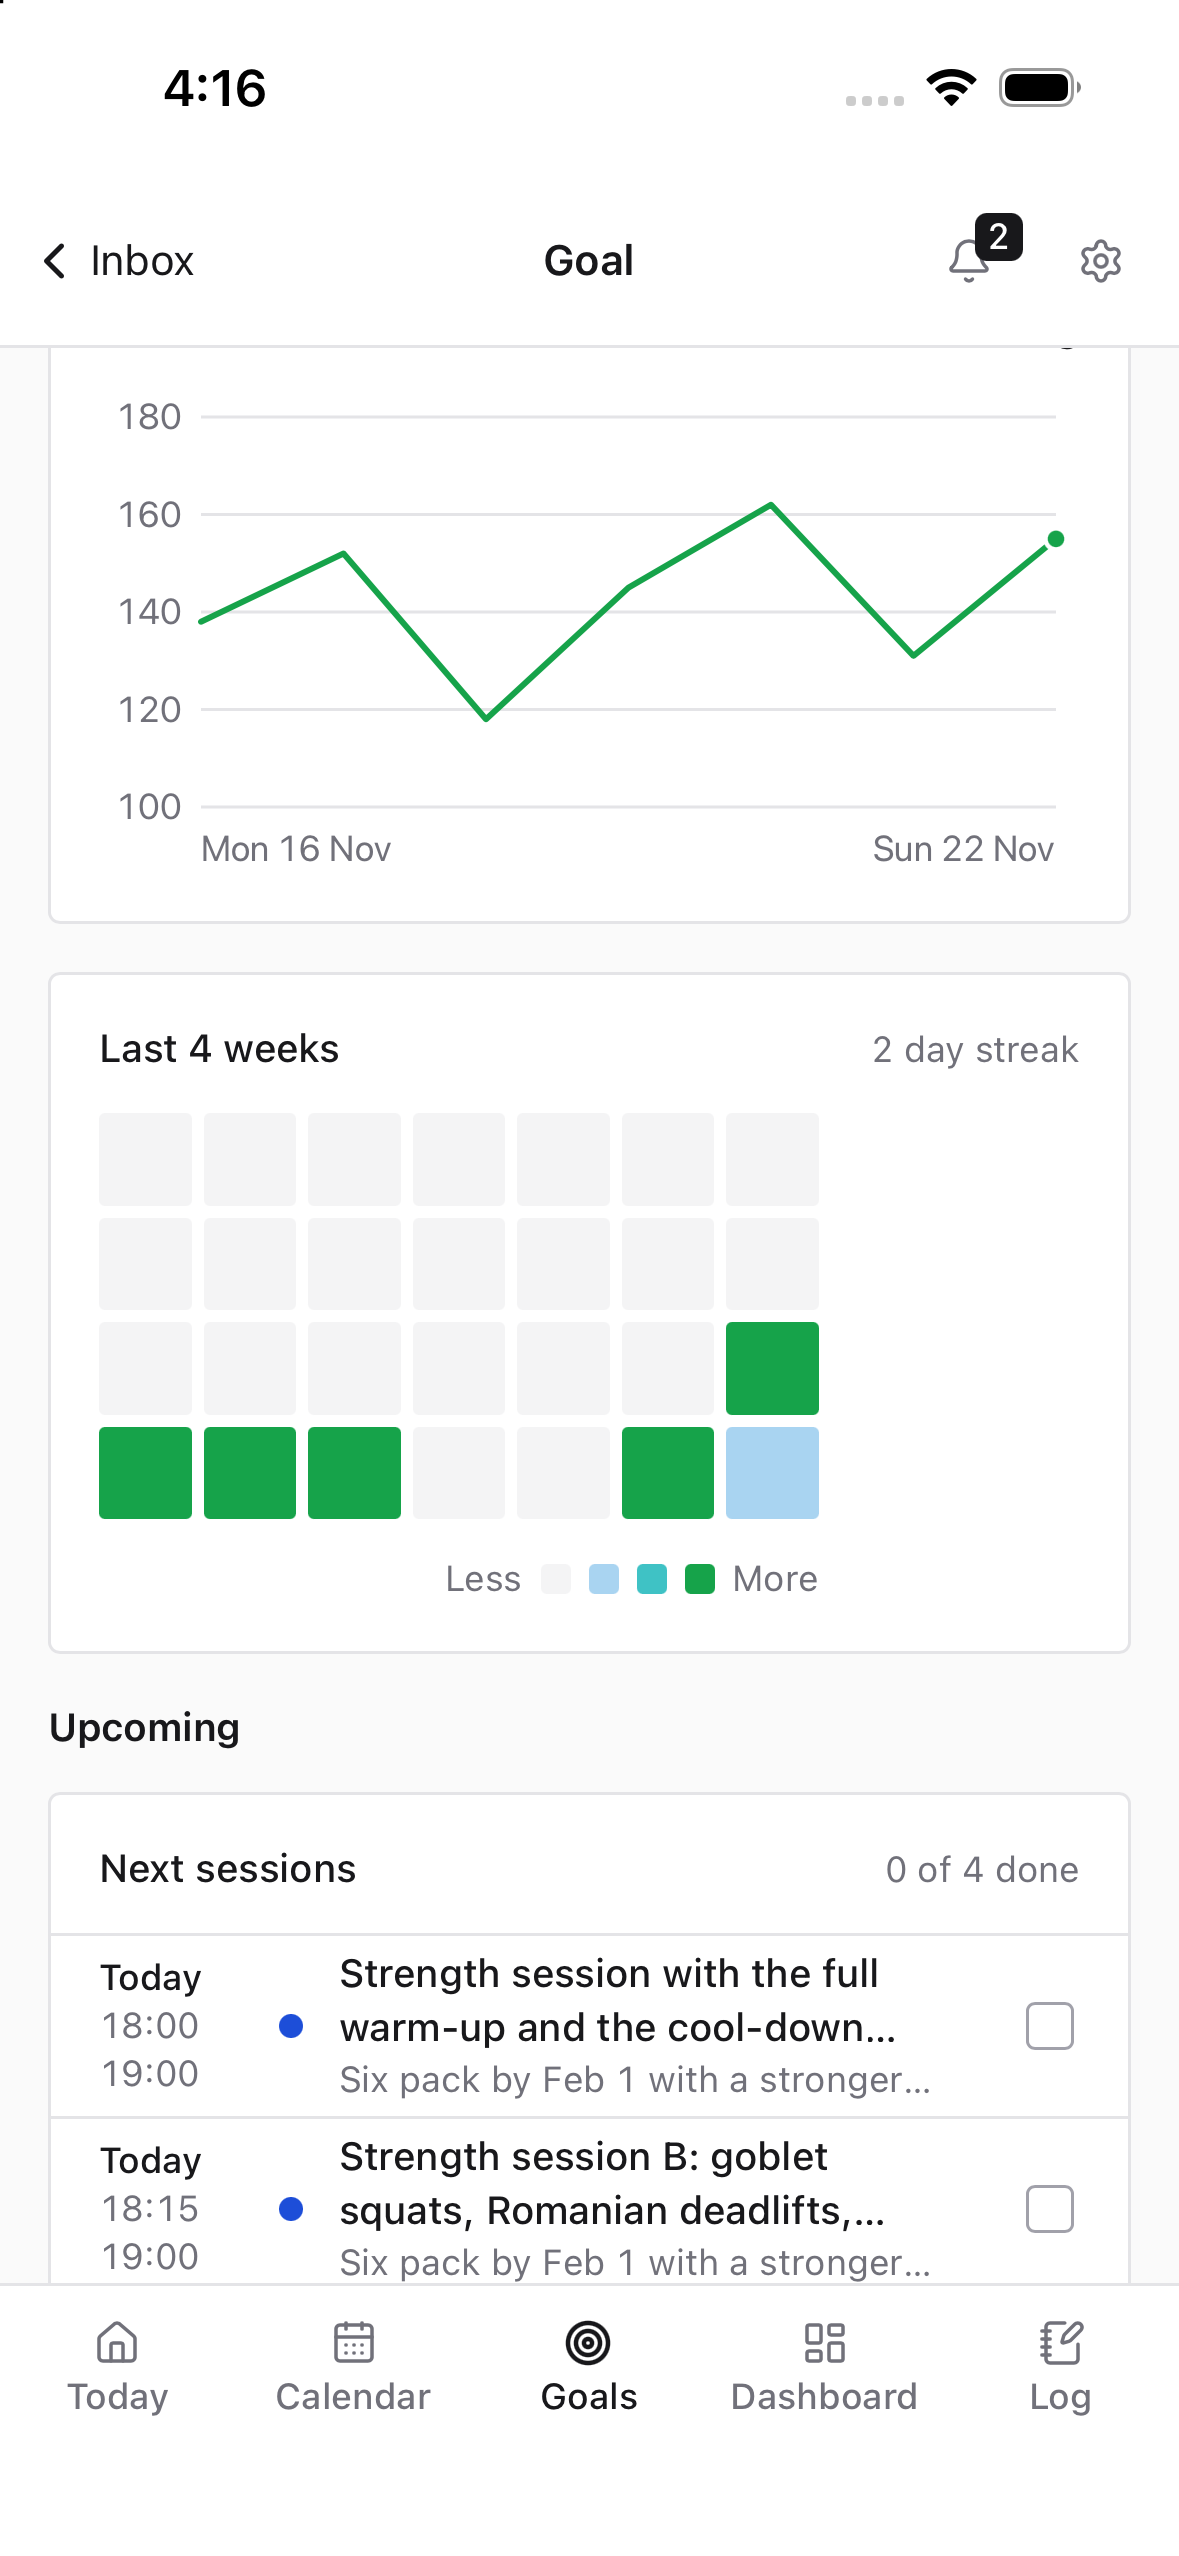 4:16
Inbox
Goal
2
180
160
140
120
100
Mon 16 Nov
Sun 22 Nov
Last 4 weeks
2 day streak
Less
More
Upcoming
Next sessions
0 of 4 done
Today
18:00
19:00
Strength session with the full
warm-up and the cool-down...
Six pack by Feb 1 with a stronger...
Today
18:15
19:00
Strength session B: goblet
squats, Romanian deadlifts,...
Six pack by Feb 1 with a stronger...
Today
Calendar
Goals
Dashboard
Log